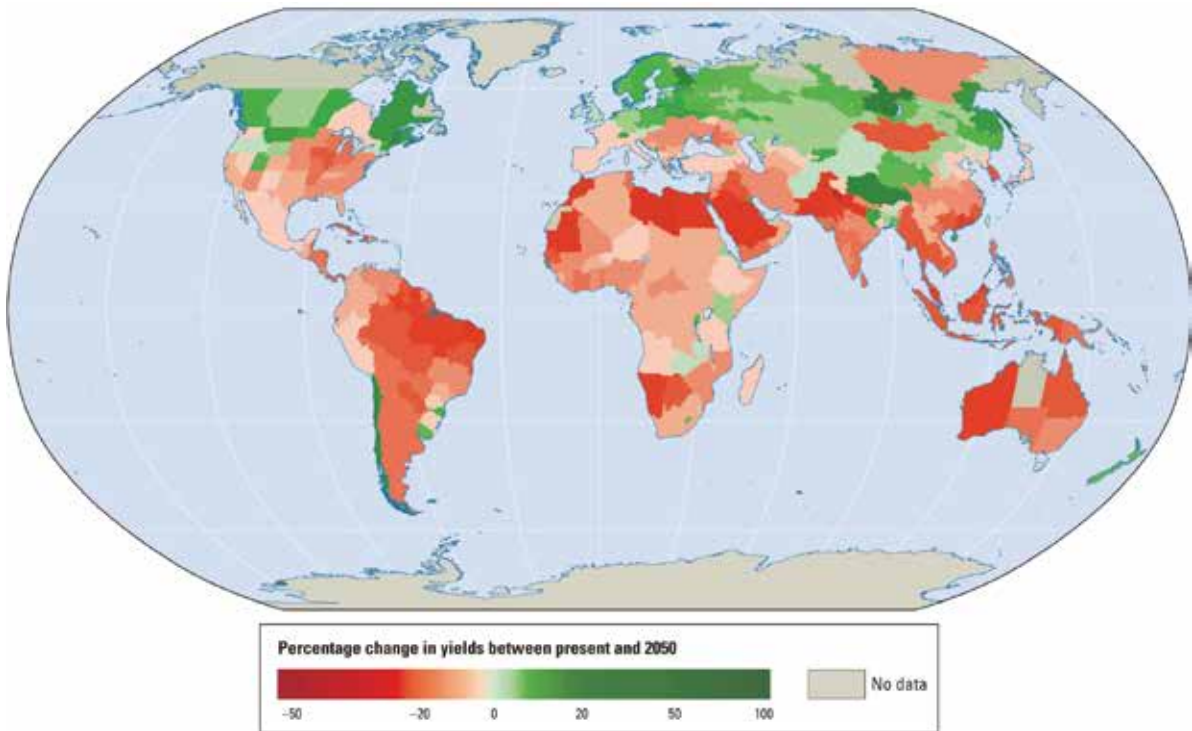 Percentage change in yields between present and 2050
No data
−50 −20 0 20 50 100